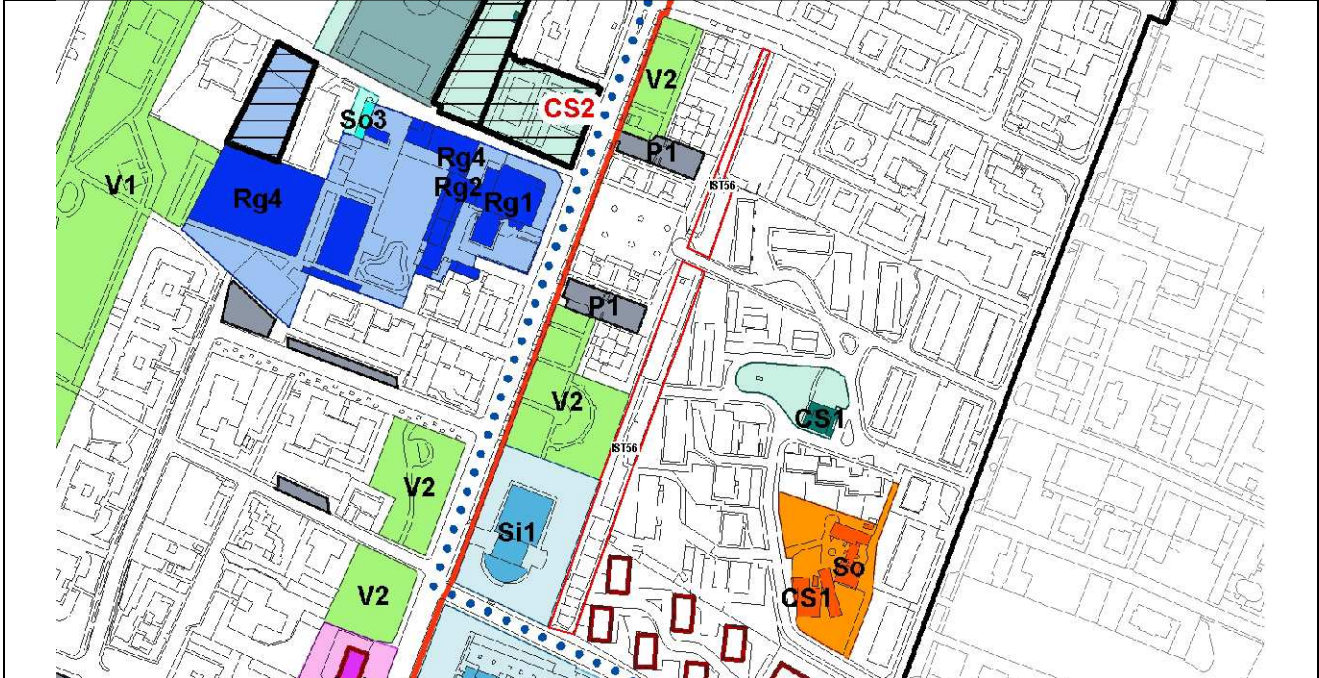 V2
CS2
So3
P1
Rg4
V1
Rg2
IST56
Rg4
Rg1
P1
V2
CS1
IST56
V2
Si1
So
CS1
V2